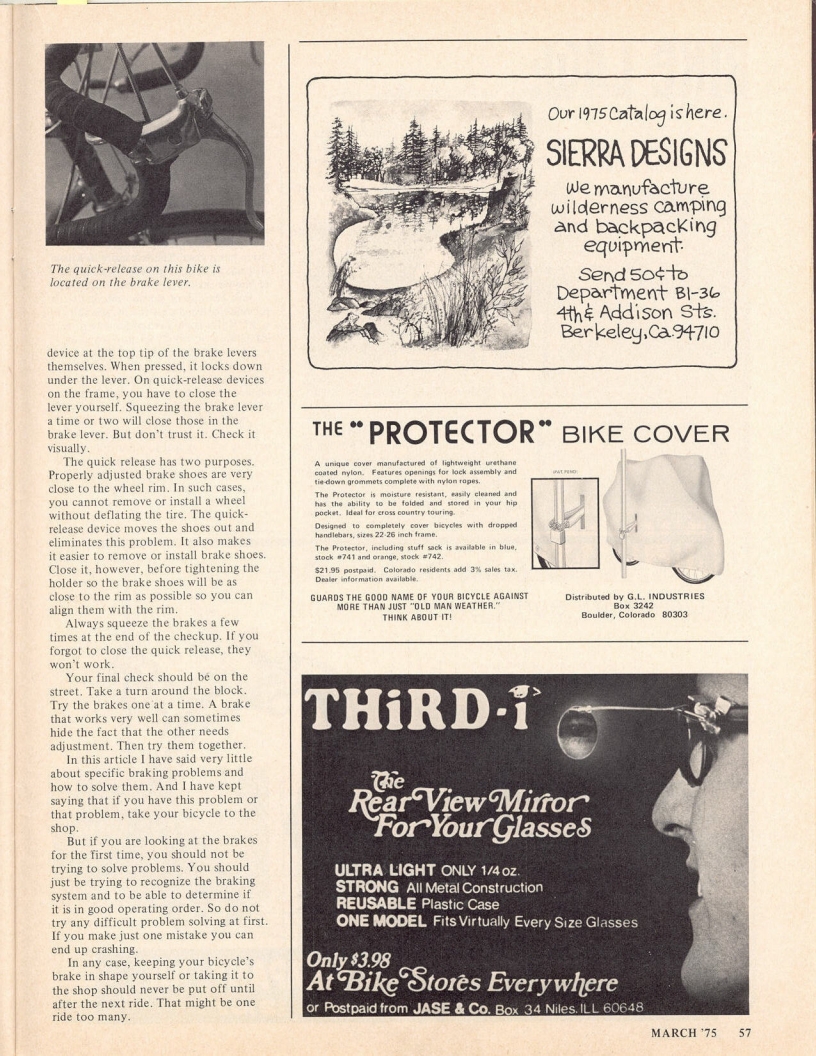 The quick-release on this bike is
located on the brake lever.
device at the top tip of the brake levers
themselves. When pressed, it locks down
under the lever. On quick-release devices
on the frame, you have to close the
lever yourself. Squeezing the brake lever
a time or two will close those in the
brake lever. But don't trust it. Check it
visually.
The quick release has two purposes.
Properly adjusted brake shoes are very
close to the wheel rim. In such cases,
you cannot remove or install a wheel
without deflating the tire. The quick-
release device moves the shoes out and
eliminates this problem. It also makes
it easier to remove or install brake shoes.
Close it, however, before tightening the
holder so the brake shoes will be as
close to the rim as possible so you can
align them with the rim.
Always squeeze the brakes a few
times at the end of the checkup. If you
forgot to close the quick release, they
won't work.
Your final check should be on the
street. Take a turn around the block.
Try the brakes one at a time. A brake
that works very well can sometimes
hide the fact that the other needs
adjustment. Then try them together.
In this article I have said very little
about specific braking problems and
how to solve them. And I have kept
saying that if you have this problem or
that problem, take your bicycle to the
shop.
But if you are looking at the brakes
for the first time, you should not be
trying to solve problems. You should
just be trying to recognize the braking
system and to be able to determine if
it is in good operating order. So do not
try any difficult problem solving at first.
If you make just one mistake you can
end up crashing.
In any case, keeping your bicycle's
brake in shape yourself or taking it to
the shop should never be put off until
after the next ride. That might be one
ride too many.
Our 1975 Catalog is here.
SIERRA DESIGNS
We manufacture
wilderness camping
and backpacking
equipment.
Send 50¢ to
Department BI-36
4th & Addison Sts.
Berkeley, Ca. 94710
THE "PROTECTOR" BIKE COVER
A unique cover manufactured of lightweight urethane
coated nylon. Features openings for lock assembly and
tie-down grommets complete with nylon ropes.
The Protector is moisture resistant, easily cleaned and
has the ability to be folded and stored in your hip
pocket. Ideal for cross country touring.
Designed to completely cover bicycles with dropped
handlebars, sizes 22-26 inch frame.
The Protector, including stuff sack is available in blue,
stock #741 and orange, stock #742.
$21.95 postpaid. Colorado residents add 3% sales tax.
Dealer information available.
GUARDS THE GOOD NAME OF YOUR BICYCLE AGAINST
MORE THAN JUST "OLD MAN WEATHER."
THINK ABOUT IT!
(PAT. PEND)
Distributed by G.L. INDUSTRIES
Box 3242
Boulder, Colorado 80303
THiRD-i
The
Rear View Mirror
For Your Glasses
ULTRA LIGHT ONLY 1/4 oz.
STRONG All Metal Construction
REUSABLE Plastic Case
ONE MODEL Fits Virtually Every Size Glasses
Only $3.98
At Bike Stores Everywhere
or Postpaid from JASE & Co. Box 34 Niles, ILL 60648
MARCH '75 57